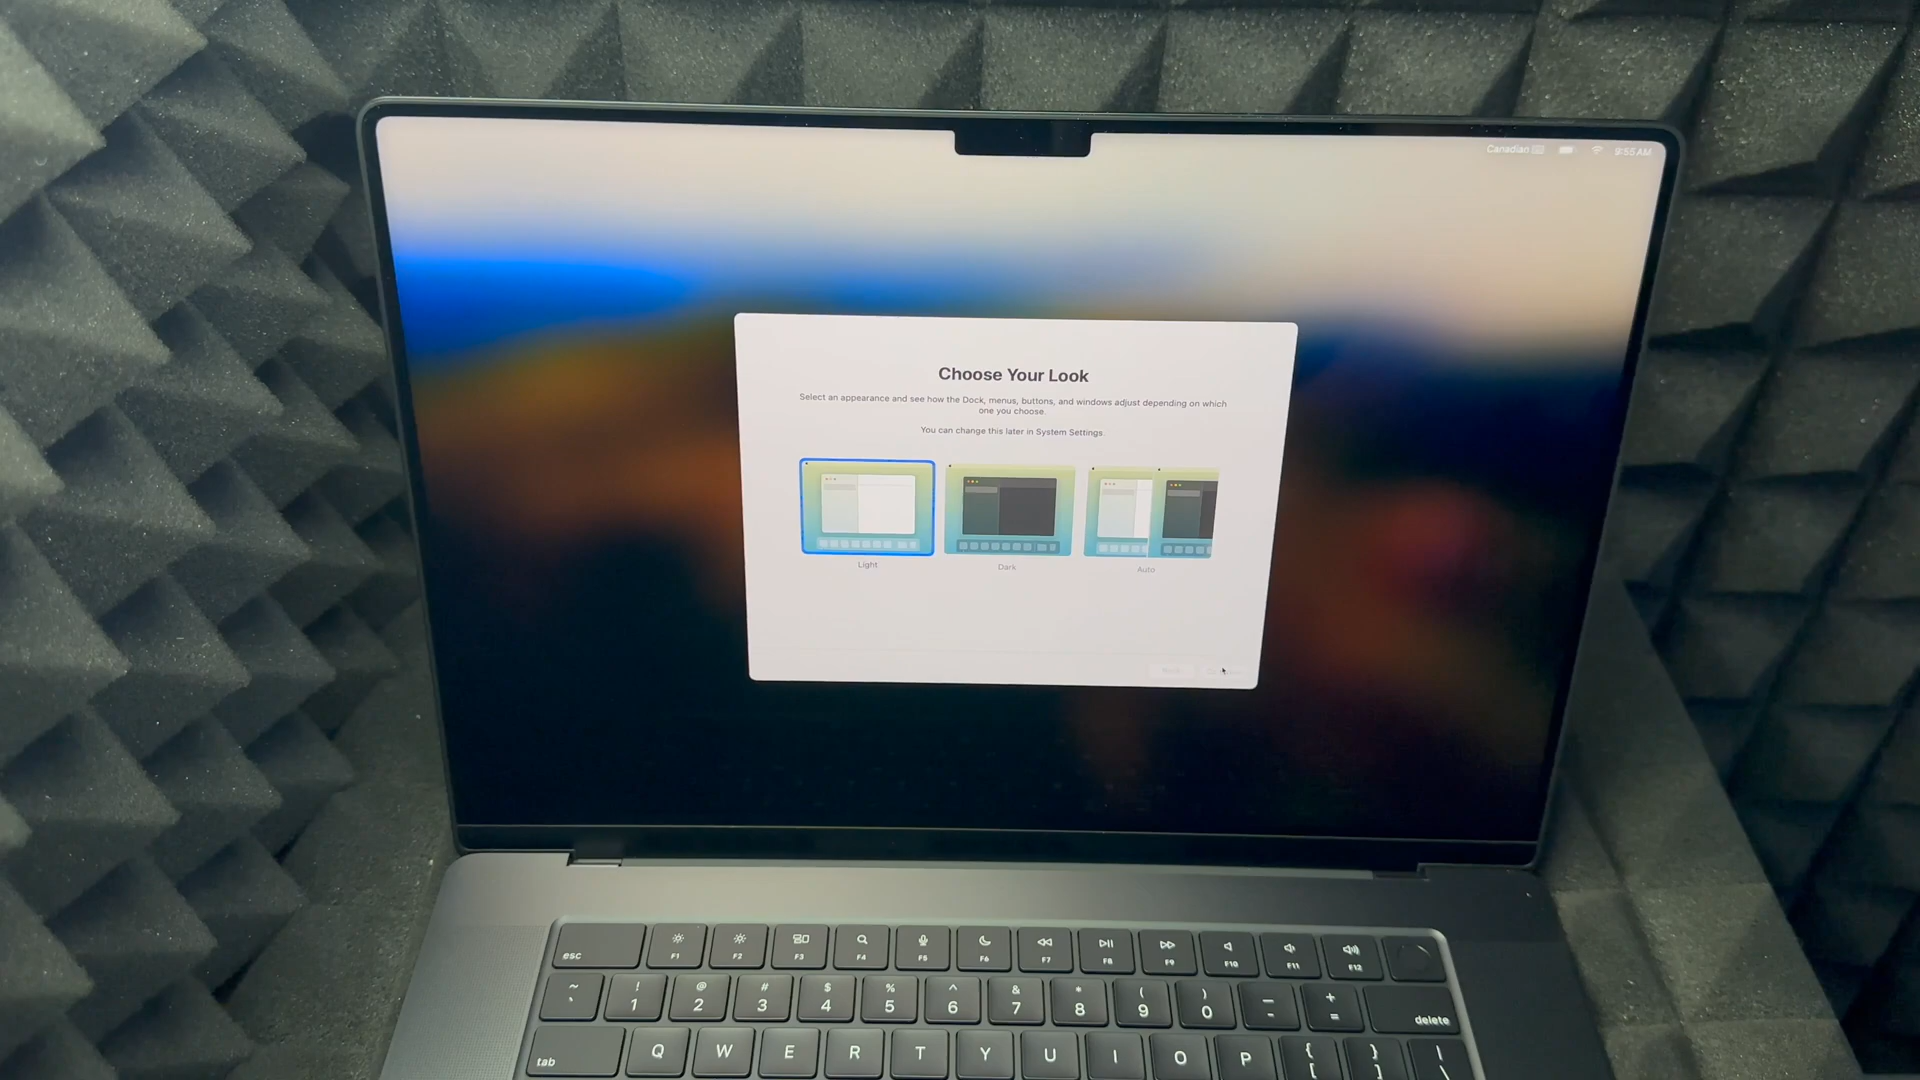 Canadian
9:55 AM
Choose Your Look
Select an appearance and see how the Dock, menus, buttons, and windows adjust depending on which
one you choose.
You can change this later in System Settings.
Light
Dark
Auto
esc
F1
F2
F3
F4
F5
F6
F7
F8
F9
F10
F11
F12
~ ! @ # $ % ^ & * ( ) _ +
` 1 2 3 4 5 6 7 8 9 0 - =
delete
tab
Q W E R T Y U I O P { } |
[ ] \